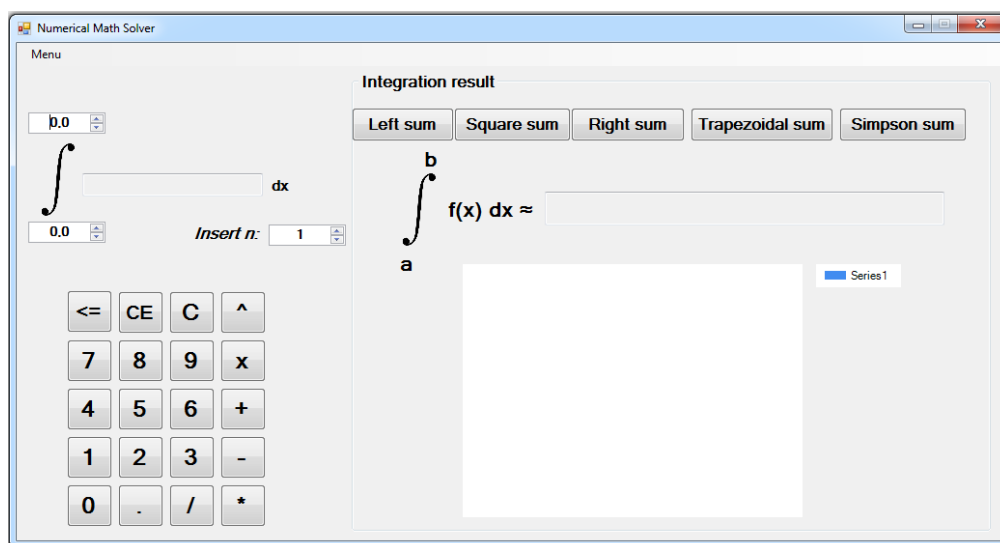 Numerical Math Solver
Menu
Integration result
0.0
Left sum Square sum Right sum Trapezoidal sum Simpson sum
b
∫ dx
∫ f(x) dx ≈
0.0 Insert n: 1
a
Series1
<= CE C ^
7 8 9 x
4 5 6 +
1 2 3 -
0 . / *